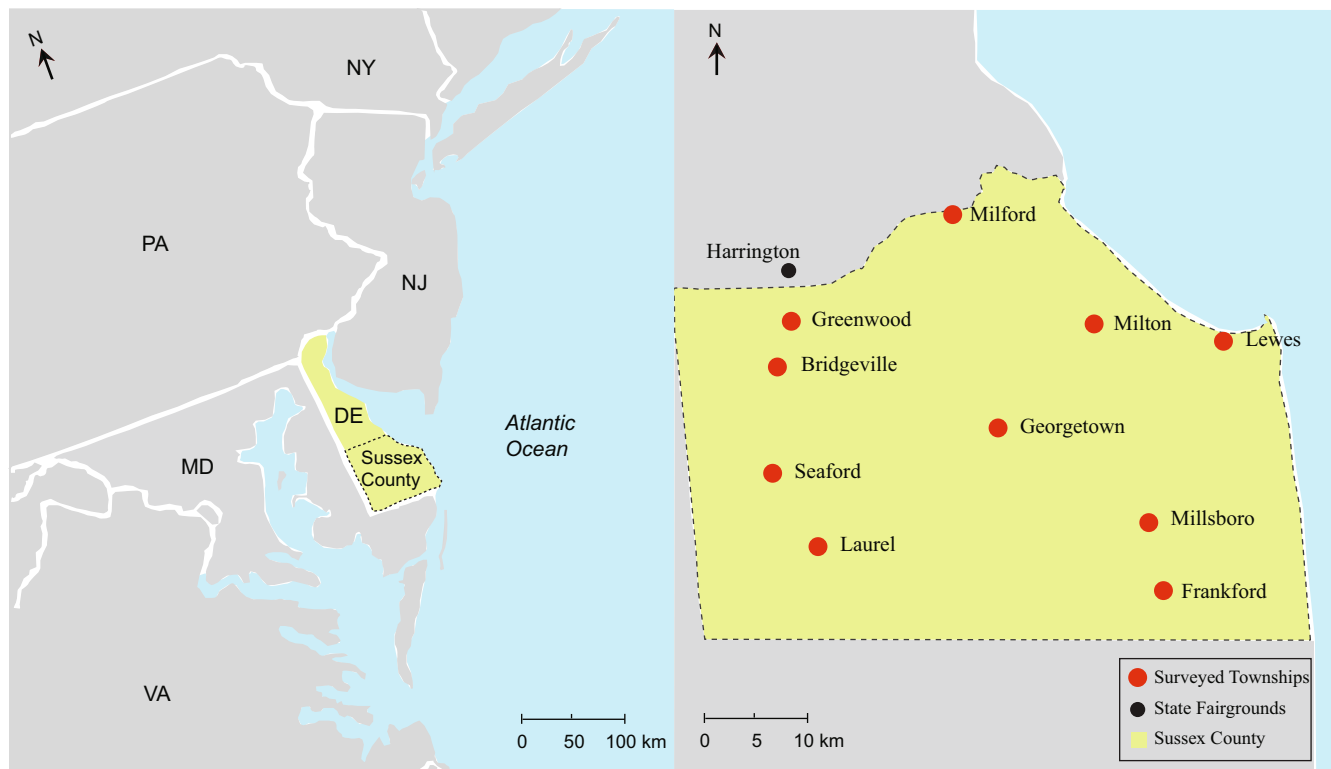 N
NY
PA
NJ
DE
MD
Sussex
County
Atlantic
Ocean
VA
0 50 100 km
N
Milford
Harrington
Greenwood
Milton
Lewes
Bridgeville
Georgetown
Seaford
Millsboro
Laurel
Frankford
Surveyed Townships
State Fairgrounds
Sussex County
0 5 10 km